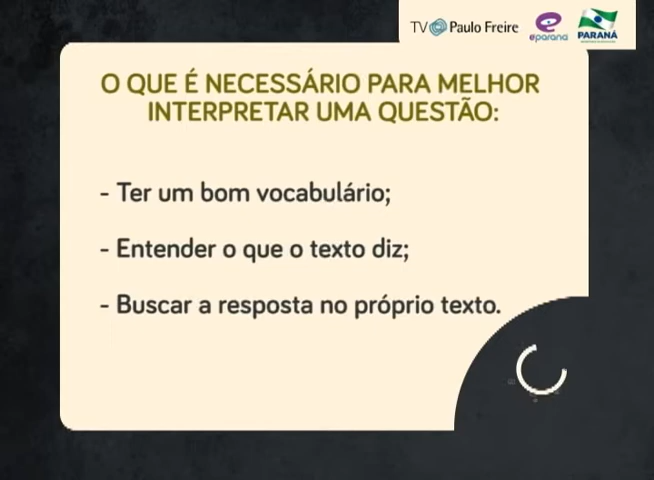 TV Paulo Freire
eparaná
PARANÁ
O QUE É NECESSÁRIO PARA MELHOR
INTERPRETAR UMA QUESTÃO:
- Ter um bom vocabulário;
- Entender o que o texto diz;
- Buscar a resposta no próprio texto.